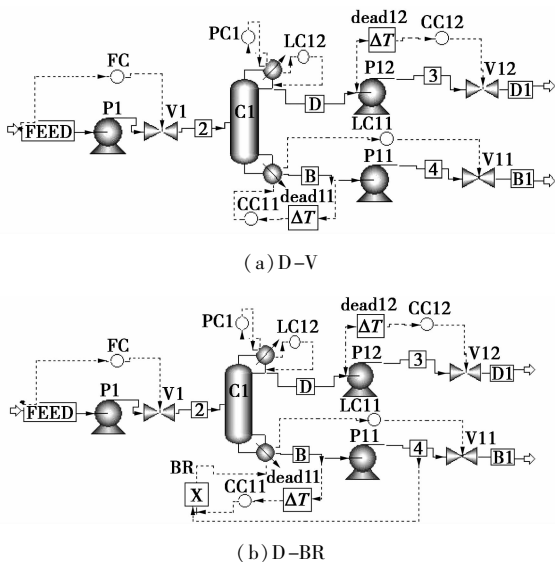 dead12
CC12
PC1
LC12
ΔT
FC
P12
3
V12
P1
V1
C1
D
D1
LC11
FEED
2
P11
4
V11
B
B1
dead11
CC11
ΔT
(a) D-V
dead12
CC12
PC1
LC12
ΔT
FC
P12
3
V12
P1
V1
C1
D
D1
LC11
FEED
2
P11
4
V11
B
B1
BR
dead11
CC11
X
ΔT
(b) D-BR